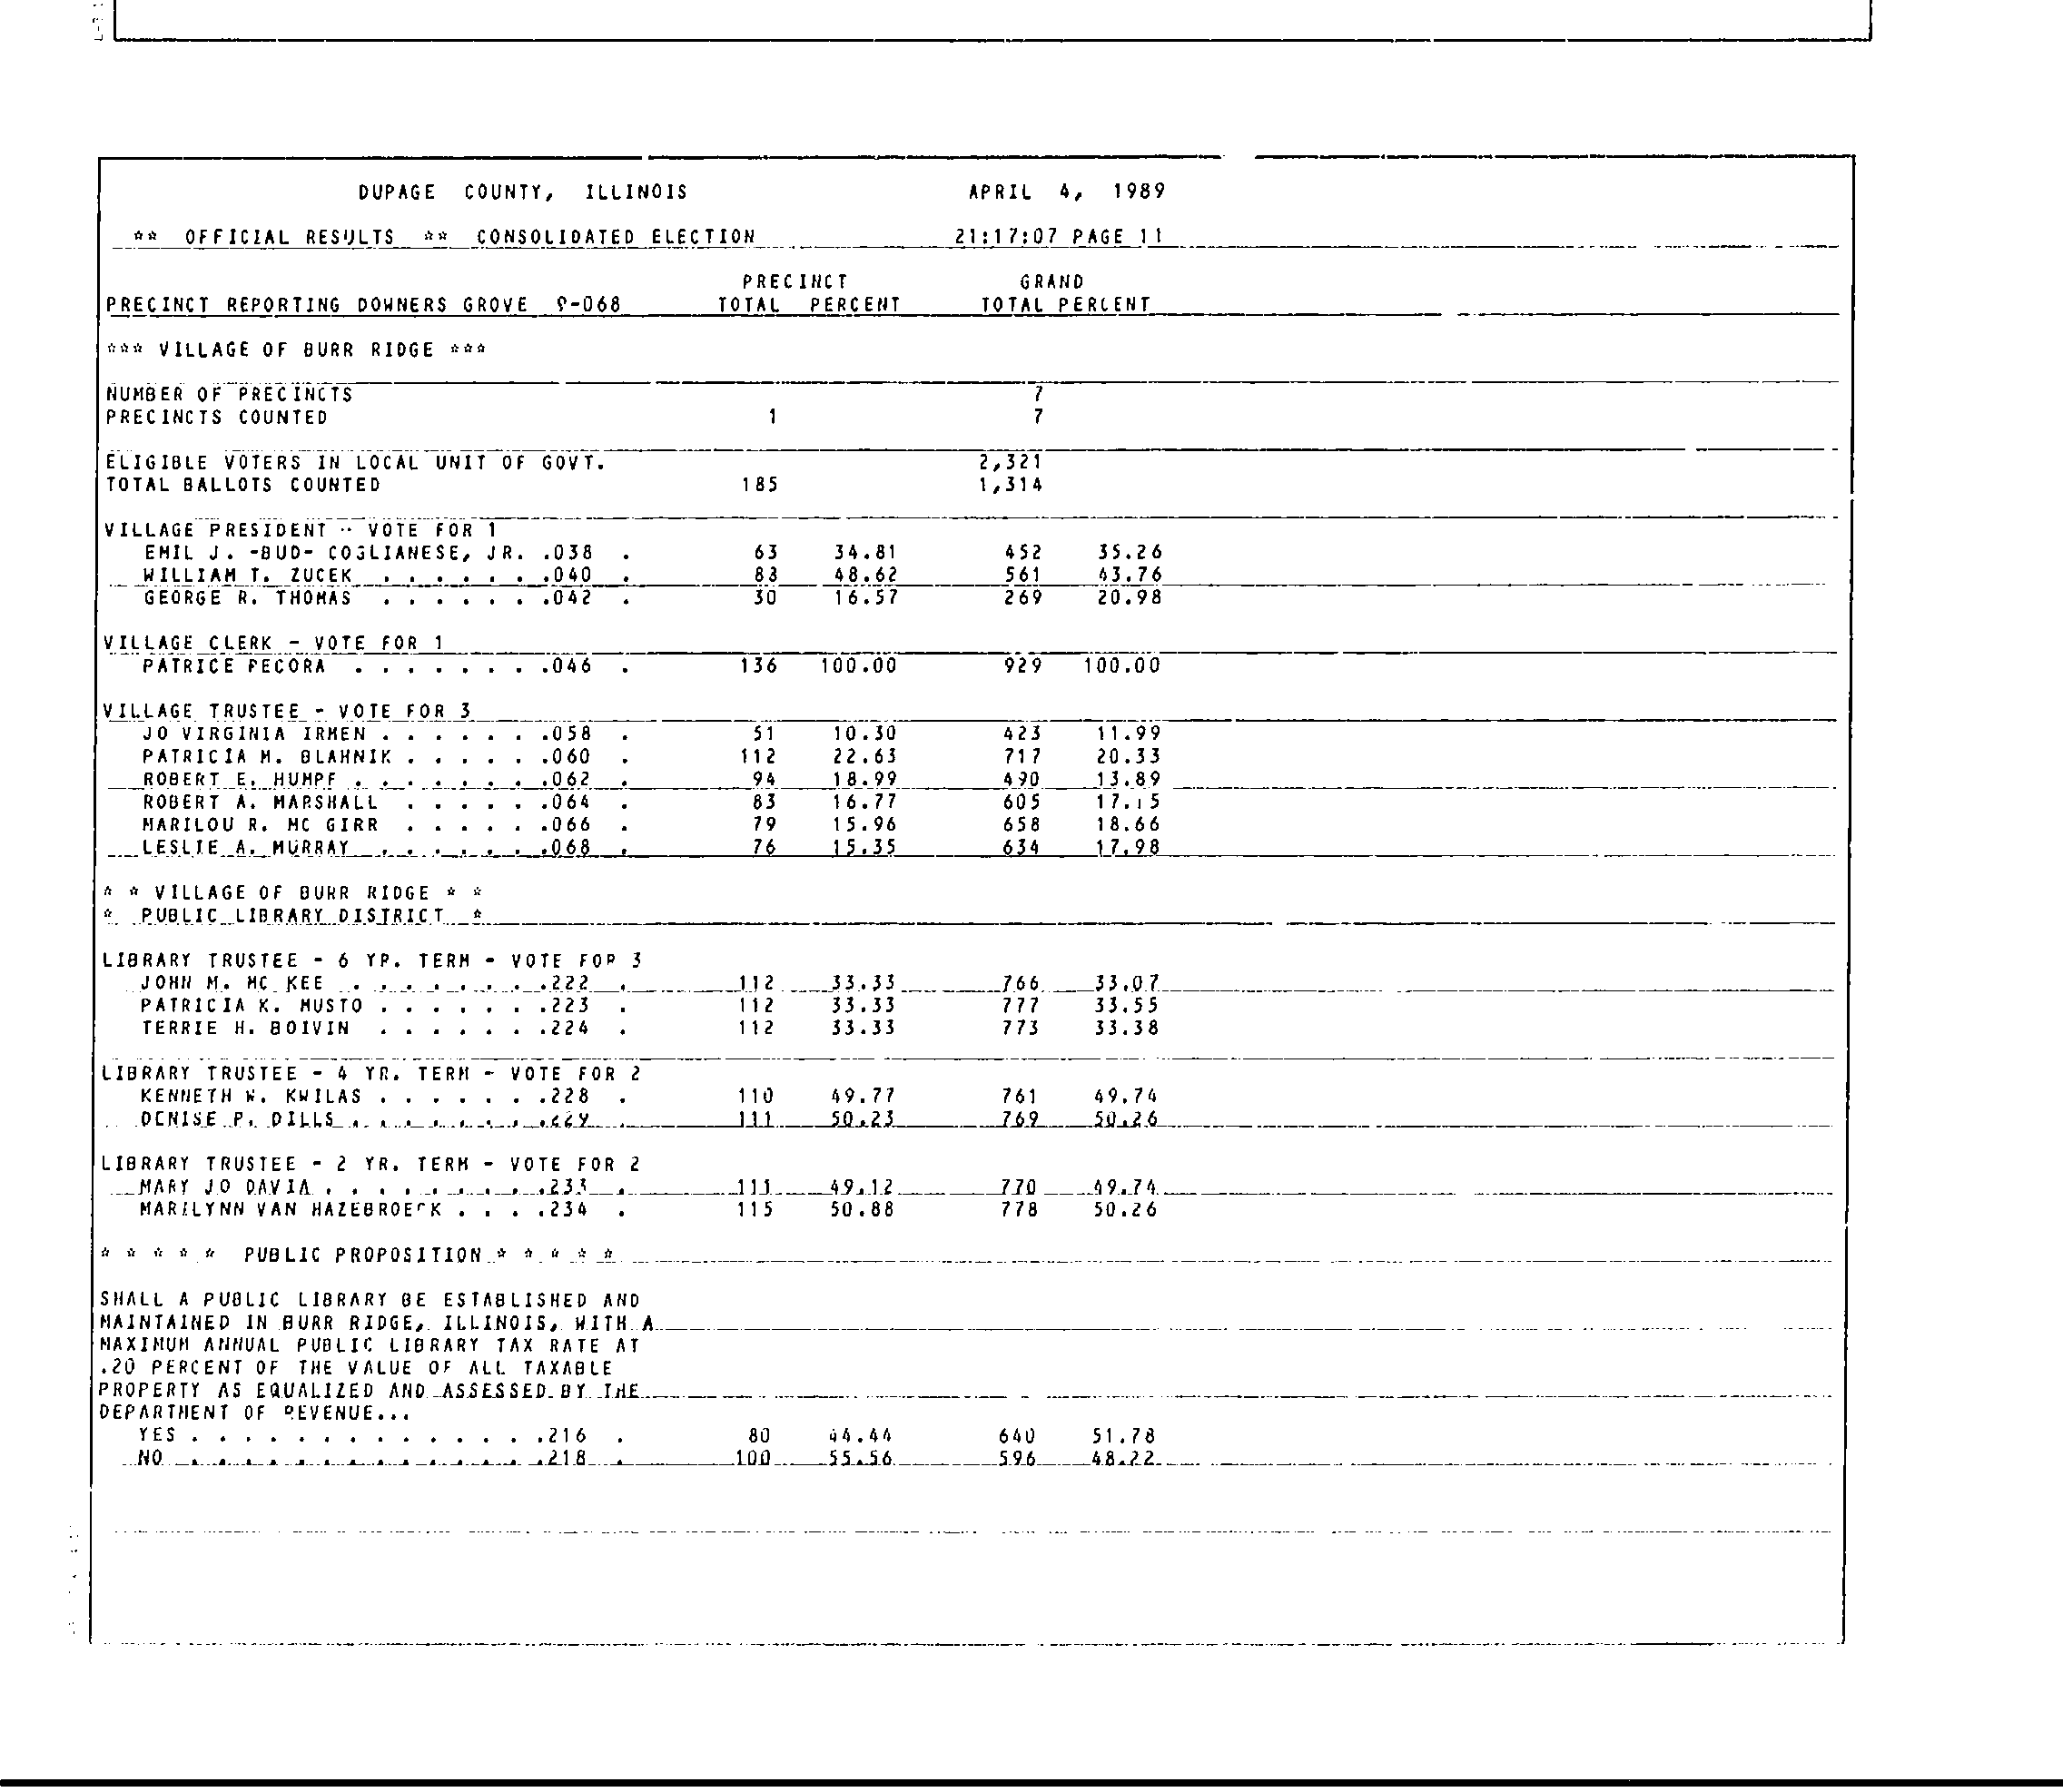 DUPAGE COUNTY, ILLINOIS APRIL 4, 1989
** OFFICIAL RESULTS ** CONSOLIDATED ELECTION 21:17:07 PAGE 11
PRECINCT GRAND
PRECINCT REPORTING DOWNERS GROVE 9-068 TOTAL PERCENT TOTAL PERCENT
*** VILLAGE OF BURR RIDGE ***
NUMBER OF PRECINCTS 7
PRECINCTS COUNTED 1 7
ELIGIBLE VOTERS IN LOCAL UNIT OF GOVT. 2,321
TOTAL BALLOTS COUNTED 185 1,314
VILLAGE PRESIDENT - VOTE FOR 1
EMIL J. -BUD- COGLIANESE, JR. .038 . 63 34.81 452 35.26
WILLIAM T. ZUCEK . . . . . . .040 . 88 48.62 561 43.76
GEORGE R. THOMAS . . . . . . .042 . 30 16.57 269 20.98
VILLAGE CLERK - VOTE FOR 1
PATRICE PECORA . . . . . . . .046 . 136 100.00 929 100.00
VILLAGE TRUSTEE - VOTE FOR 3
JO VIRGINIA IRMEN . . . . . . .058 . 51 10.30 423 11.99
PATRICIA M. BLAHNIK . . . . . .060 . 112 22.63 717 20.33
ROBERT E. HUMPF . . . . . . . .062 . 94 18.99 490 13.89
ROBERT A. MARSHALL . . . . . .064 . 83 16.77 605 17.15
MARILOU R. MC GIRR . . . . . .066 . 79 15.96 658 18.66
LESLIE A. MURRAY . . . . . . .068 . 76 15.35 634 17.98
* * VILLAGE OF BURR RIDGE * *
* PUBLIC LIBRARY DISTRICT *
LIBRARY TRUSTEE - 6 YR. TERM - VOTE FOR 3
JOHN M. MC KEE . . . . . . . .222 . 112 33.33 766 33.07
PATRICIA K. MUSTO . . . . . . .223 . 112 33.33 777 33.55
TERRIE H. BOIVIN . . . . . . .224 . 112 33.33 773 33.38
LIBRARY TRUSTEE - 4 YR. TERM - VOTE FOR 2
KENNETH W. KWILAS . . . . . . .228 . 110 49.77 761 49.74
DENISE P. DILLS . . . . . . . .229 . 111 50.23 769 50.26
LIBRARY TRUSTEE - 2 YR. TERM - VOTE FOR 2
MARY JO DAVIA . . . . . . . . .233 . 111 49.12 770 49.74
MARILYNN VAN HAZEBROECK . . . .234 . 115 50.88 778 50.26
* * * * * PUBLIC PROPOSITION * * * * *
SHALL A PUBLIC LIBRARY BE ESTABLISHED AND
MAINTAINED IN BURR RIDGE, ILLINOIS, WITH A
MAXIMUM ANNUAL PUBLIC LIBRARY TAX RATE AT
.20 PERCENT OF THE VALUE OF ALL TAXABLE
PROPERTY AS EQUALIZED AND ASSESSED BY THE
DEPARTMENT OF REVENUE...
YES . . . . . . . . . . . . . .216 . 80 44.44 640 51.78
NO . . . . . . . . . . . . . . .218 . 100 55.56 596 48.22